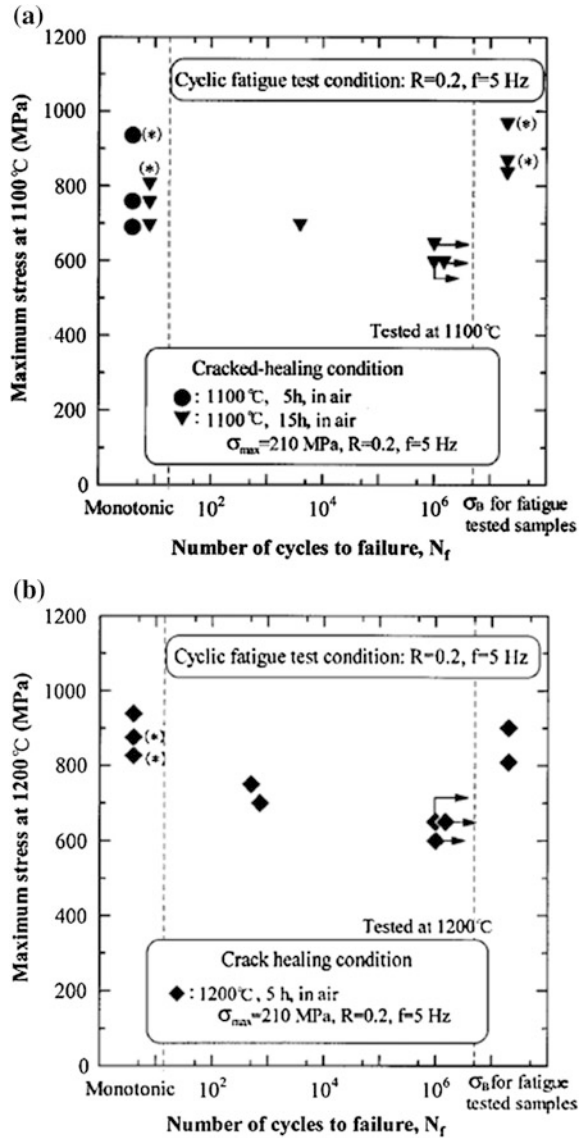 (a)
1200
1000
800
600
400
200
0
Maximum stress at 1100℃ (MPa)
Cyclic fatigue test condition: R=0.2, f=5 Hz
(*)
(*)
(*)
(*)
Tested at 1100℃
Cracked-healing condition
●: 1100℃, 5h, in air
▼: 1100℃, 15h, in air
σmax=210 MPa, R=0.2, f=5 Hz
Monotonic 10² 10⁴ 10⁶ σB for fatigue
tested samples
Number of cycles to failure, Nf
(b)
1200
1000
800
600
400
200
0
Maximum stress at 1200℃ (MPa)
Cyclic fatigue test condition: R=0.2, f=5 Hz
(*)
(*)
Tested at 1200℃
Crack healing condition
◆: 1200℃, 5 h, in air
σmax=210 MPa, R=0.2, f=5 Hz
Monotonic 10² 10⁴ 10⁶ σB for fatigue
tested samples
Number of cycles to failure, Nf